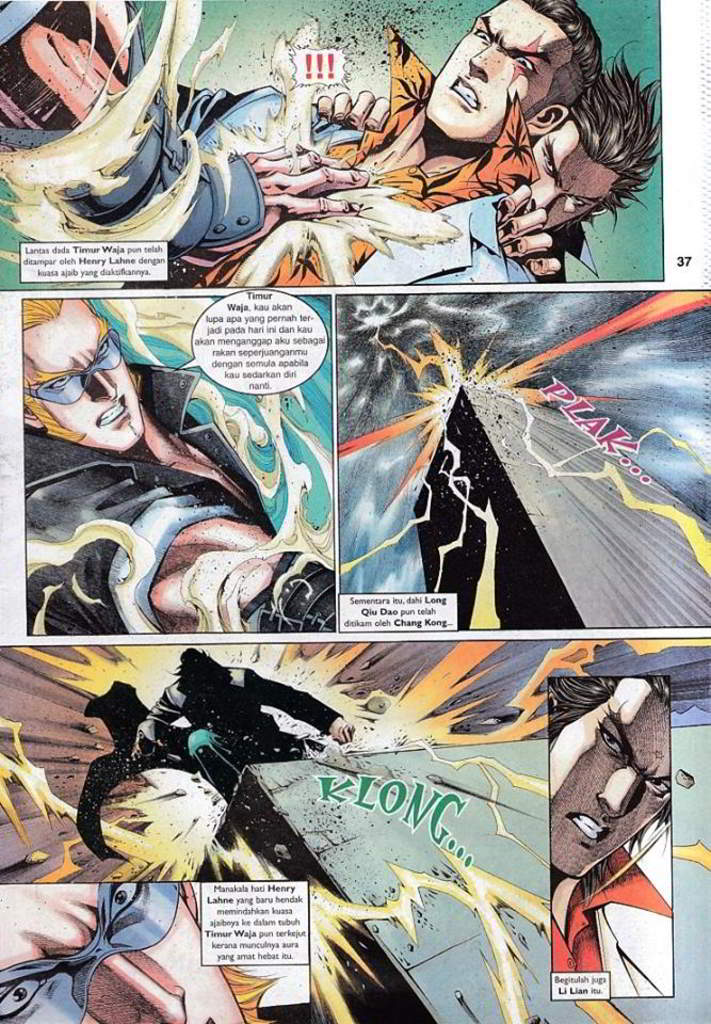 !!!
Lantas dada Timur Waja pun telah
ditampar oleh Henry Lahne dengan
kuasa ajaib yang diaktifkannya.
37
Timur
Waja, kau akan
lupa apa yang pernah ter-
jadi pada hari ini dan kau
akan menganggap aku sebagai
rakan seperjuanganmu
dengan semula apabila
kau sedarkan diri
nanti.
PLAK...
Sementara itu, dahi Long
Qiu Dao pun telah
ditikam oleh Chang Kong...
KLONG...
Manakala hati Henry
Lahne yang baru hendak
memindahkan kuasa
ajaibnya ke dalam tubuh
Timur Waja pun terkejut
kerana munculnya aura
yang amat hebat itu.
Begitulah juga
Li Lian itu.